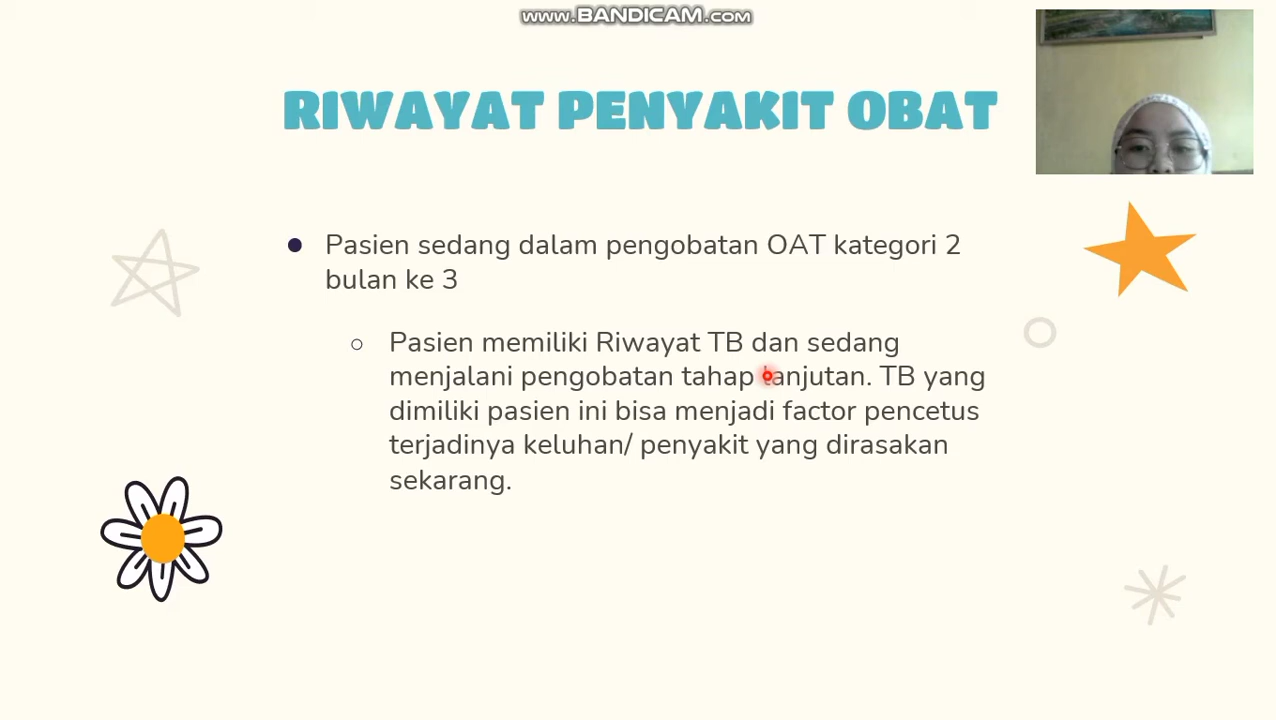 www.BANDICAM.com
RIWAYAT PENYAKIT OBAT
Pasien sedang dalam pengobatan OAT kategori 2
bulan ke 3
Pasien memiliki Riwayat TB dan sedang
menjalani pengobatan tahap lanjutan. TB yang
dimiliki pasien ini bisa menjadi factor pencetus
terjadinya keluhan/ penyakit yang dirasakan
sekarang.